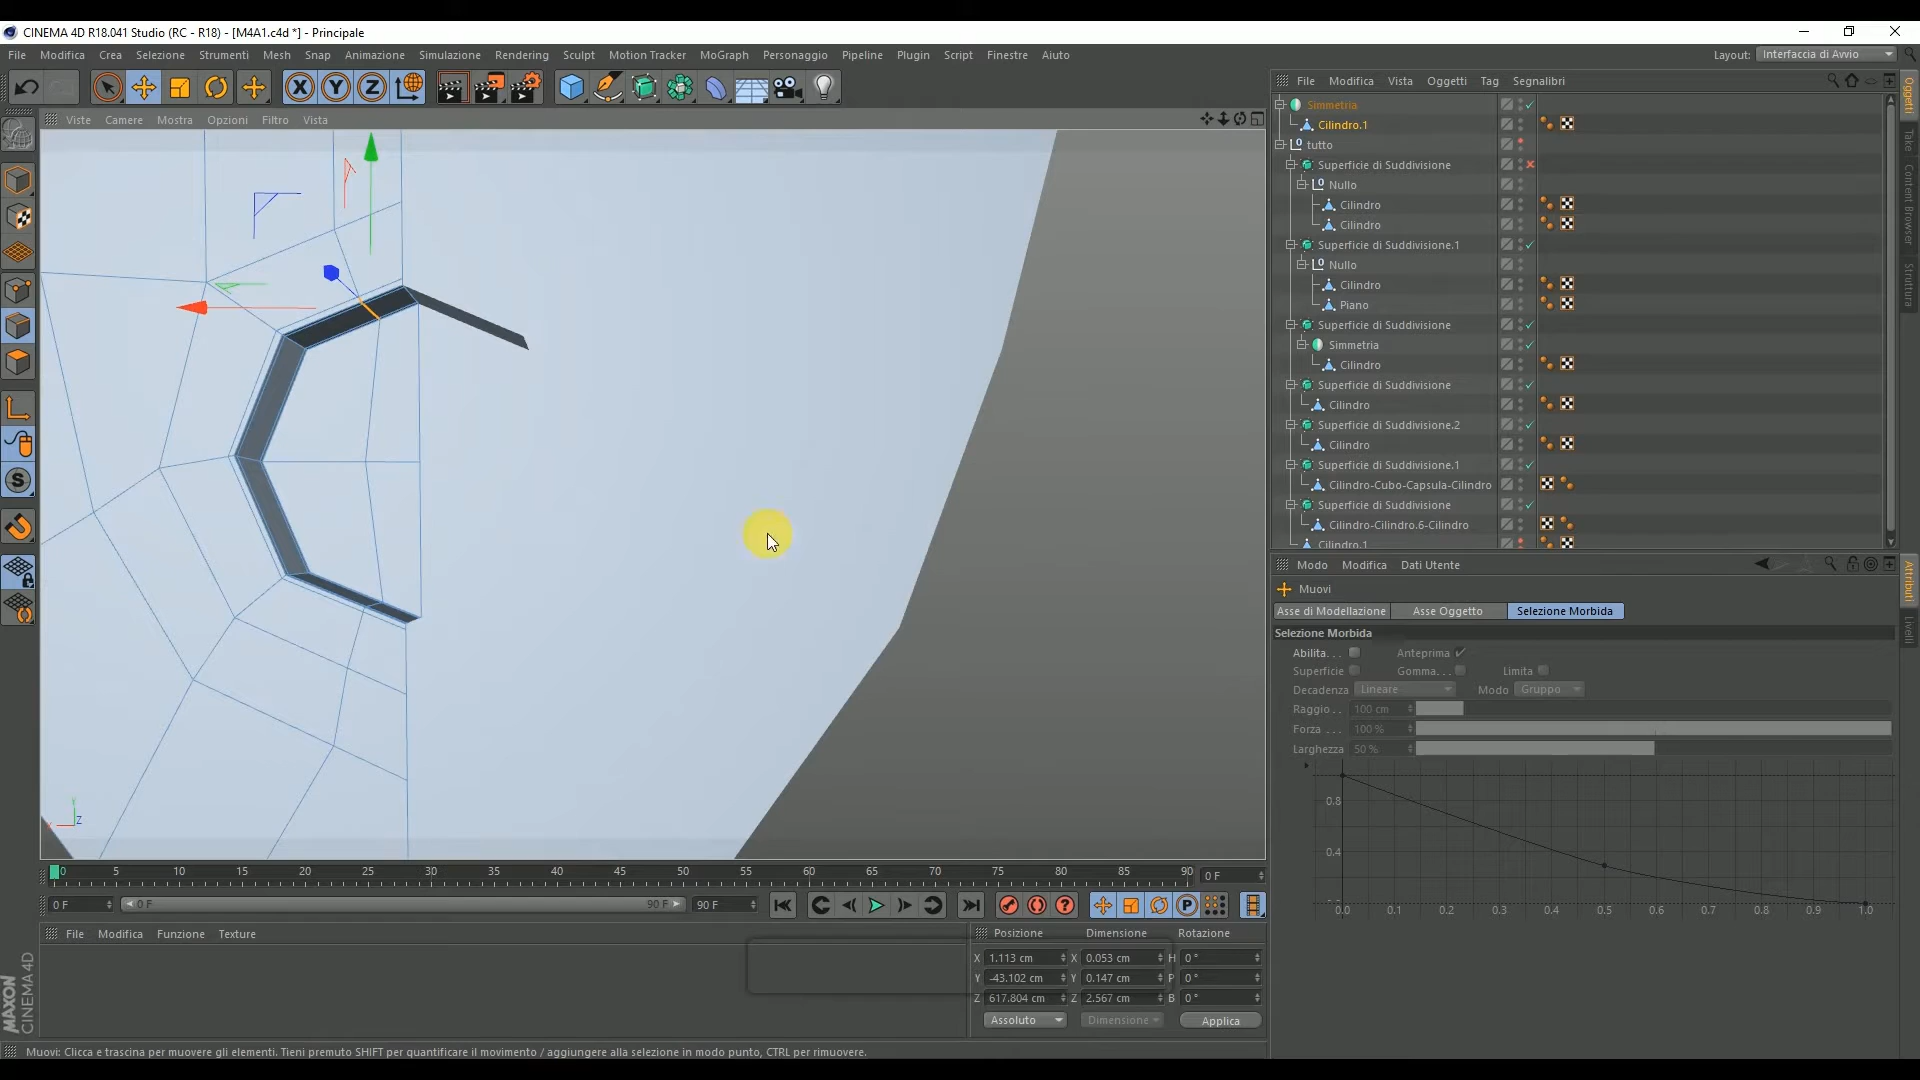 CINEMA 4D R18.041 Studio (RC - R18) - [M4A1.c4d *] - Principale
File Modifica Crea Selezione Strumenti Mesh Snap Animazione Simulazione Rendering Sculpt Motion Tracker MoGraph Personaggio Pipeline Plugin Script Finestre Aiuto Layout: Interfaccia di Avvio
File Modifica Vista Oggetti Tag Segnalibri
Viste Camere Mostra Opzioni Filtro Vista
Simmetria
Cilindro.1
tutto
Superficie di Suddivisione
Nullo
Cilindro
Cilindro
Superficie di Suddivisione.1
Nullo
Cilindro
Piano
Superficie di Suddivisione
Simmetria
Cilindro
Superficie di Suddivisione
Cilindro
Superficie di Suddivisione.2
Cilindro
Superficie di Suddivisione.1
Cilindro-Cubo-Capsula-Cilindro
Superficie di Suddivisione
Cilindro-Cilindro.6-Cilindro
Cilindro.1
Oggetti
Take
Content Browser
Struttura
Modo Modifica Dati Utente
Muovi
Asse di Modellazione Asse Oggetto Selezione Morbida
Selezione Morbida
Abilita. . . Anteprima
Superficie Gomma. . . Limita
Decadenza Lineare Modo Gruppo
Raggio . . 100 cm
Forza . . . 100 %
Larghezza 50 %
0.8
0.4
0.0 0.1 0.2 0.3 0.4 0.5 0.6 0.7 0.8 0.9 1.0
Attributi
Livelli
Y
X Z
0 5 10 15 20 25 30 35 40 45 50 55 60 65 70 75 80 85 90 0 F
0 F 0 F 90 F 90 F
File Modifica Funzione Texture
Posizione Dimensione Rotazione
X 1.113 cm X 0.053 cm H 0 °
Y -43.102 cm Y 0.147 cm P 0 °
Z 617.804 cm Z 2.567 cm B 0 °
Assoluto Dimensione Applica
MAXON
CINEMA 4D
Muovi: Clicca e trascina per muovere gli elementi. Tieni premuto SHIFT per quantificare il movimento / aggiungere alla selezione in modo punto, CTRL per rimuovere.